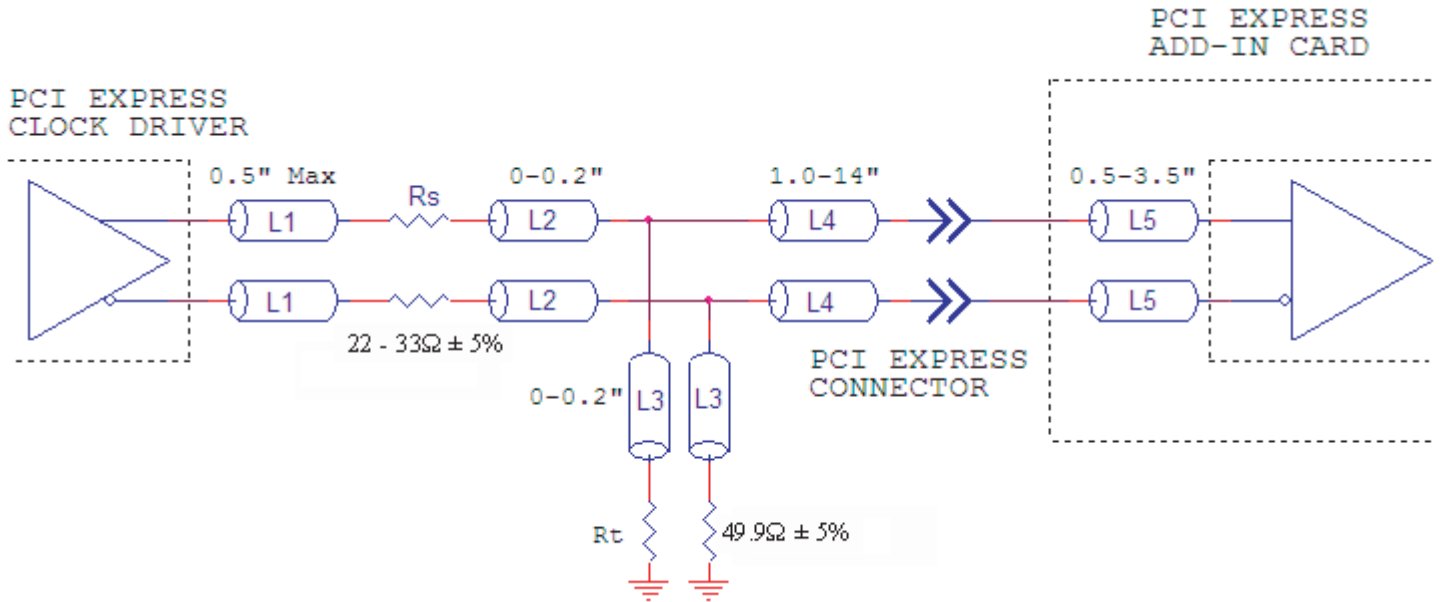 PCI EXPRESS
ADD-IN CARD
PCI EXPRESS
CLOCK DRIVER
0.5" Max
0-0.2"
1.0-14"
0.5-3.5"
Rs
L1
L2
L4
L5
L1
L2
L4
L5
22 - 33Ω ± 5%
PCI EXPRESS
CONNECTOR
0-0.2"
L3
L3
Rt
49.9Ω ± 5%